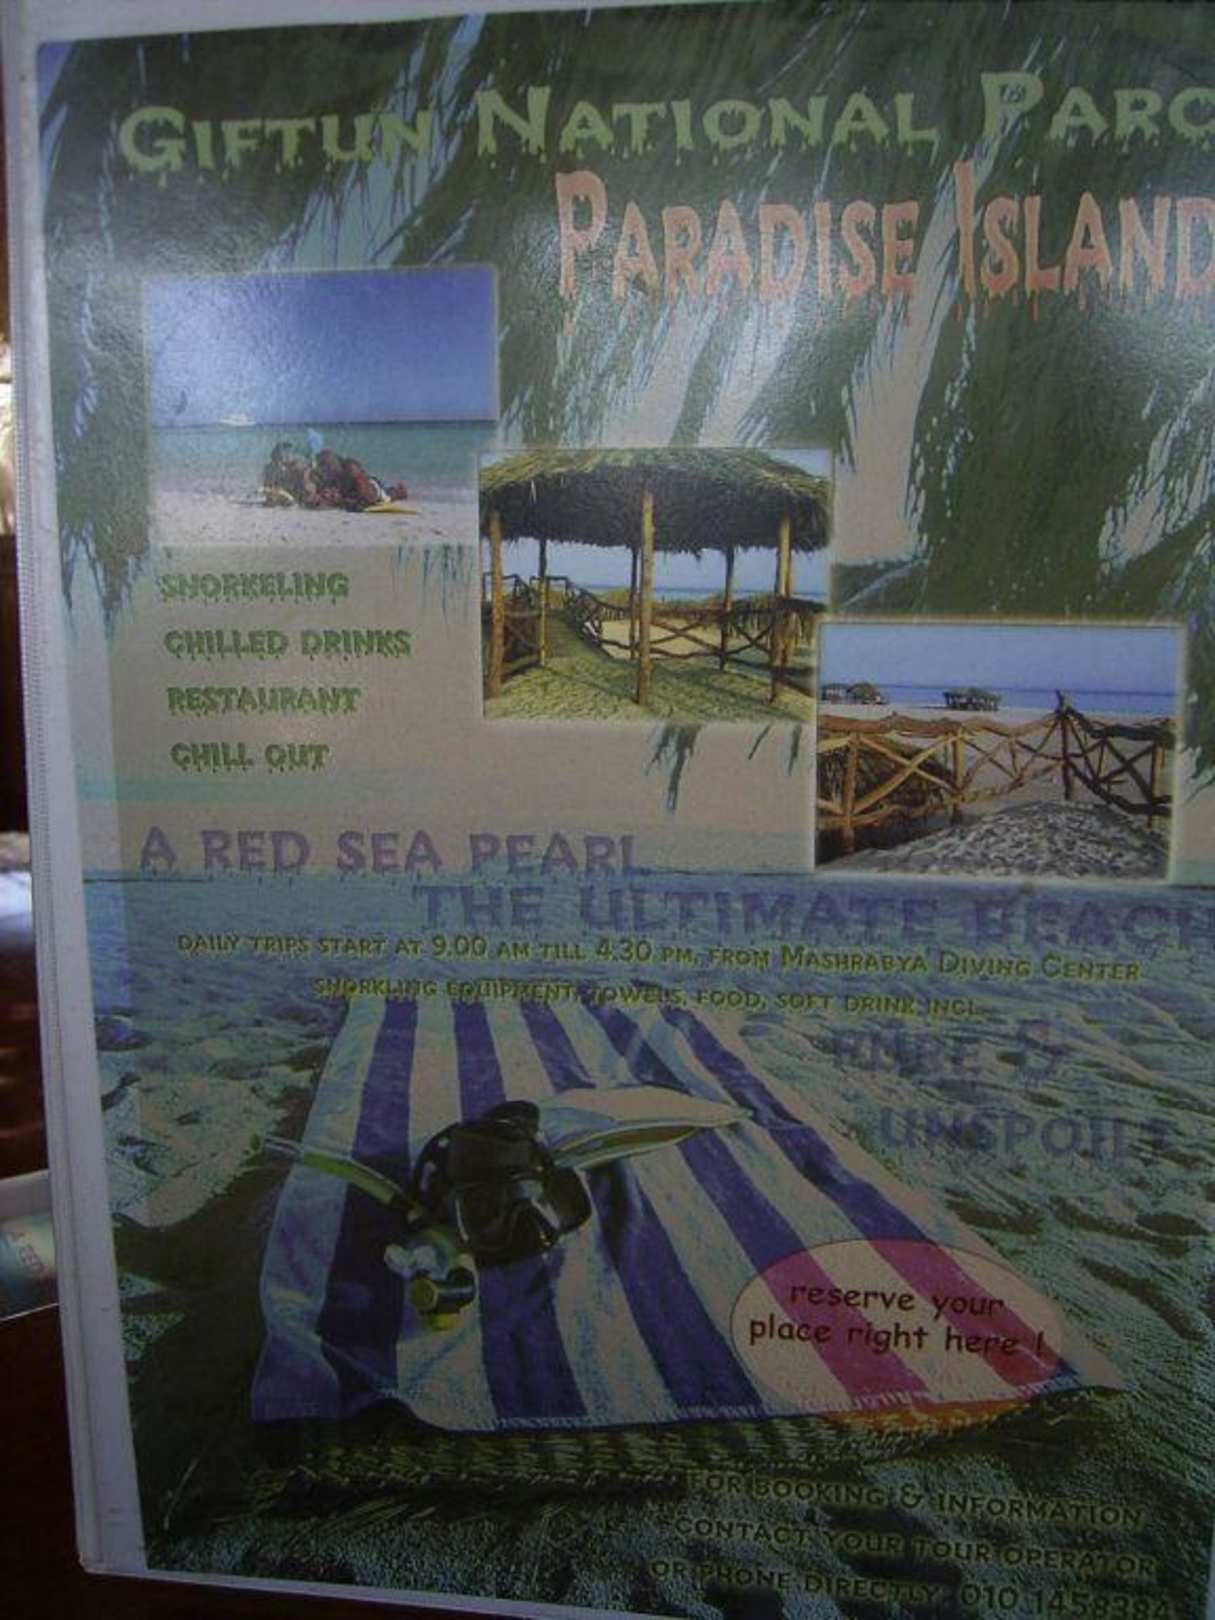 GIFTUN NATIONAL PARC
PARADISE ISLAND
SNORKELING
CHILLED DRINKS
RESTAURANT
CHILL OUT
A RED SEA PEARL
THE ULTIMATE BEACH
DAILY TRIPS START AT 9.00 AM TILL 4.30 PM, FROM MASHRABYA DIVING CENTER
SNORKLING EQUIPMENT, TOWELS, FOOD, SOFT DRINK INCL.
&
UNSPOILT
reserve your
place right here !
FOR BOOKING & INFORMATION
CONTACT YOUR TOUR OPERATOR
OR PHONE DIRECTLY: 010